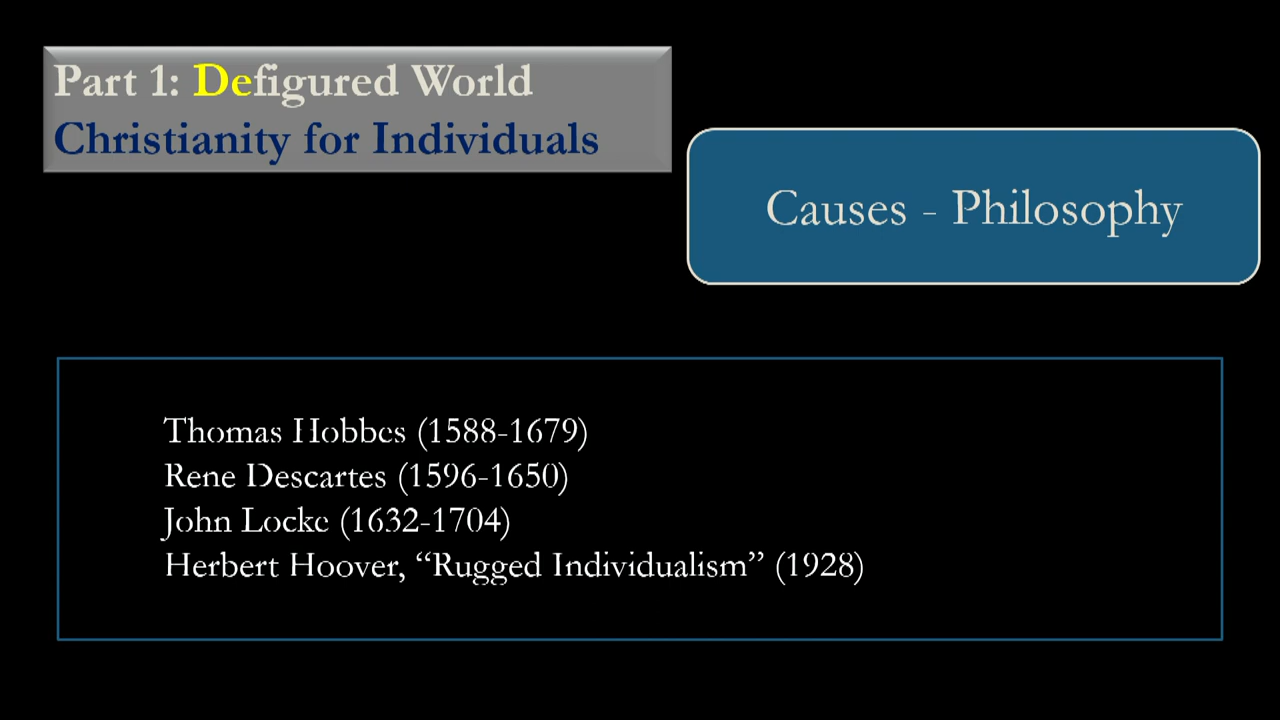 Part 1: Defigured World
Christianity for Individuals
Causes - Philosophy
Thomas Hobbes (1588-1679)
Rene Descartes (1596-1650)
John Locke (1632-1704)
Herbert Hoover, “Rugged Individualism” (1928)